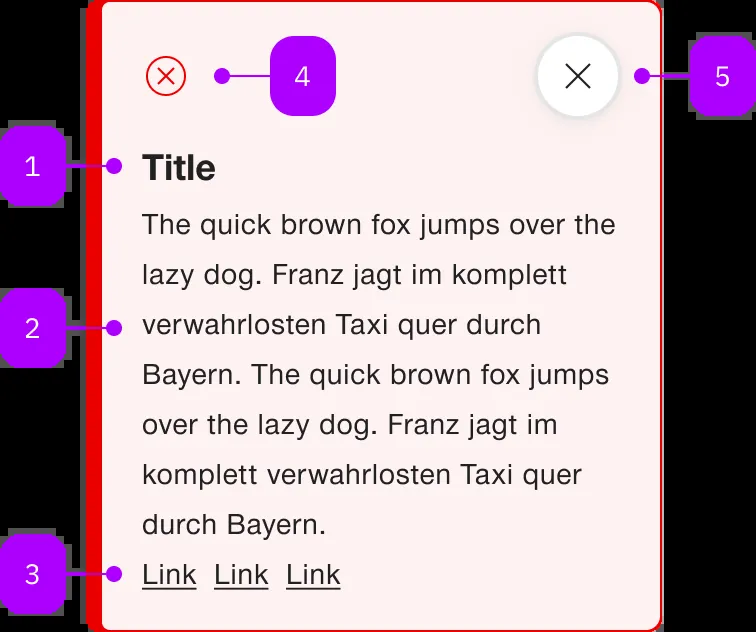 4
5
1
Title
The quick brown fox jumps over the
lazy dog. Franz jagt im komplett
2
verwahrlosten Taxi quer durch
Bayern. The quick brown fox jumps
over the lazy dog. Franz jagt im
komplett verwahrlosten Taxi quer
durch Bayern.
3
Link Link Link